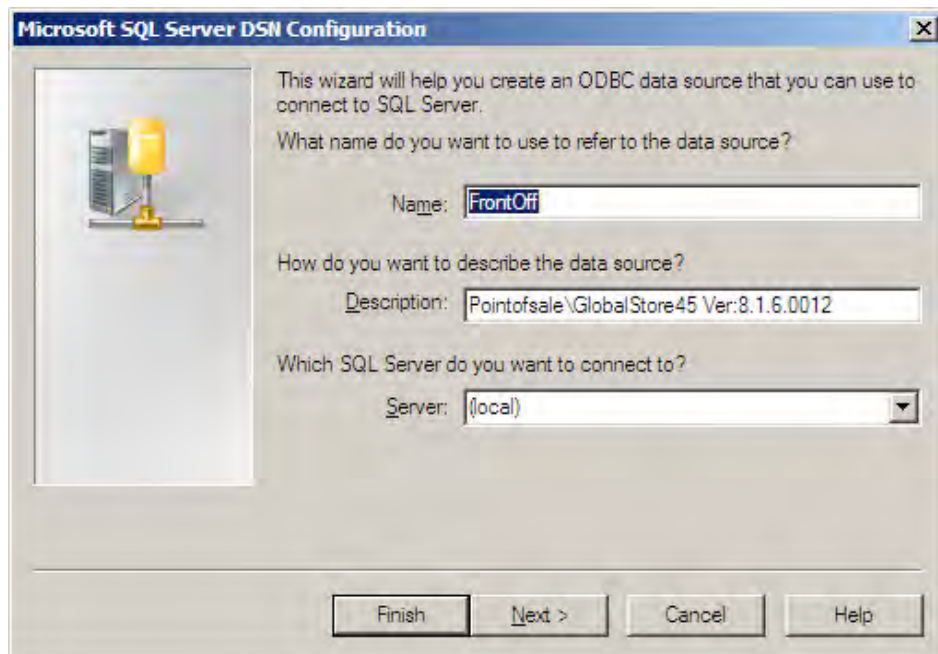 Microsoft SQL Server DSN Configuration
This wizard will help you create an ODBC data source that you can use to
connect to SQL Server.
What name do you want to use to refer to the data source?
Name: FrontOff
How do you want to describe the data source?
Description: Pointofsale\GlobalStore45 Ver:8.1.6.0012
Which SQL Server do you want to connect to?
Server: (local)
Finish Next > Cancel Help